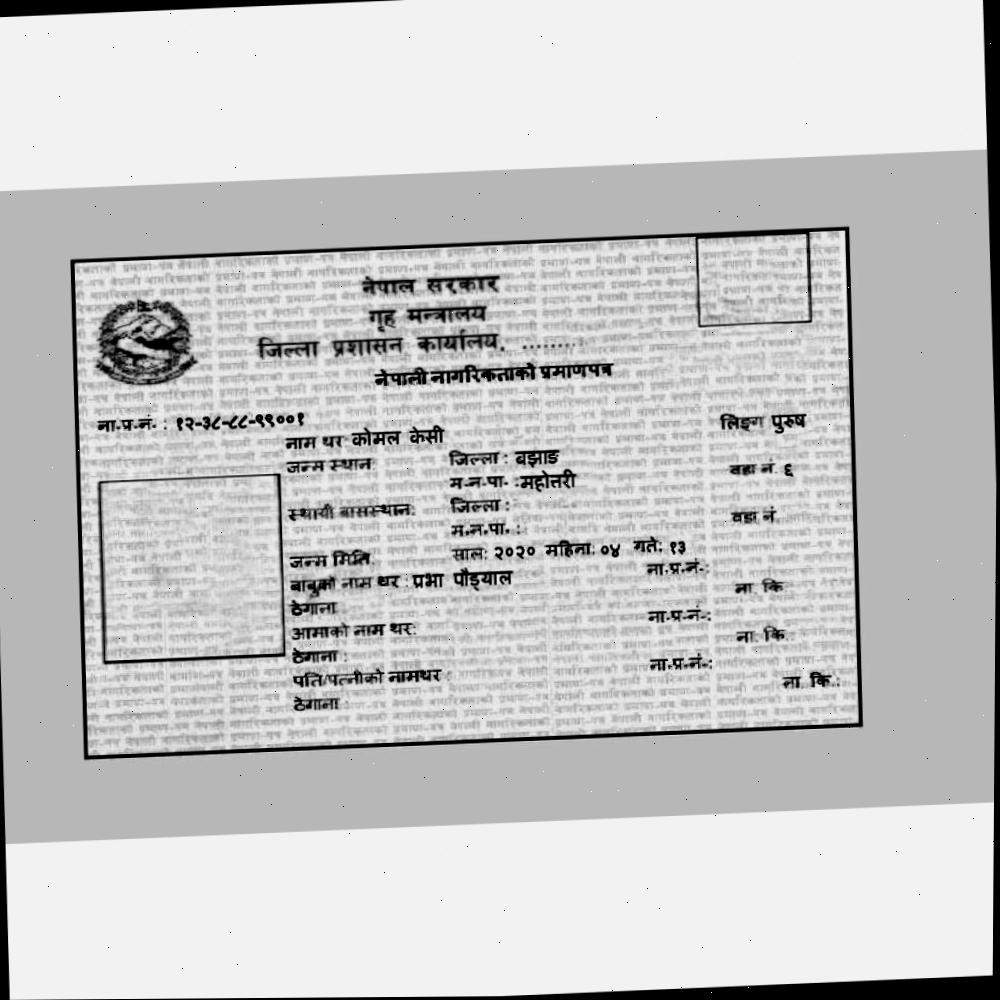 नेपाल सरकार
गृह मन्त्रालय
जिल्ला प्रशासन कार्यालय, ........
नेपाली नागरिकताको प्रमाणपत्र
ना.प्र.नं. : १२-३८-८८-९९००१
लिङ्ग पुरुष
नाम थर कोमल केसी
जन्म स्थान जिल्ला : बझाङ वडा नं. ६
म.न.पा. :महोत्तरी
स्थायी बासस्थान: जिल्ला : वडा नं
म.न.पा. :
जन्म मिति साल: २०२० महिना: ०४ गते: १३
बाबुको नाम थर : प्रभा पौड्याल ना.प्र.नं.:
ठेगाना ना. कि
आमाको नाम थर: ना.प्र.नं.:
ठेगाना : ना. कि.:
पति/पत्नीको नामथर : ना.प्र.नं.:
ठेगाना : ना. कि.: